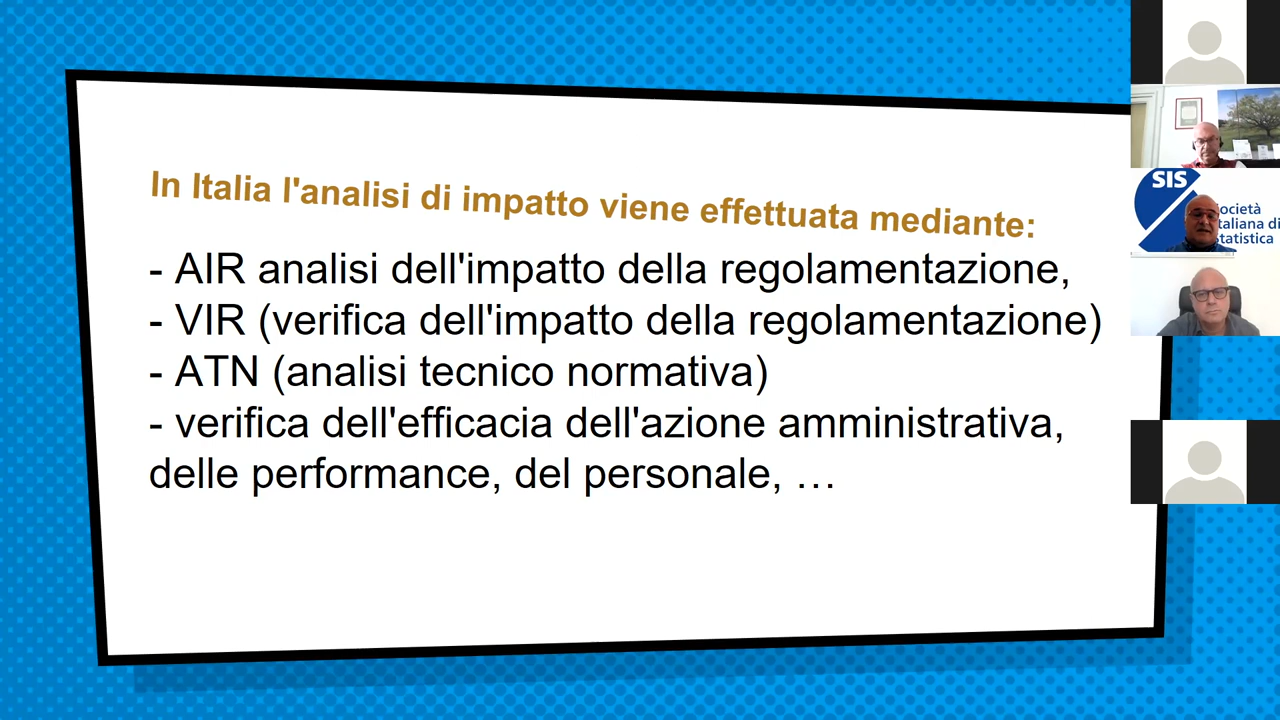 In Italia l'analisi di impatto viene effettuata mediante:
- AIR analisi dell'impatto della regolamentazione,
- VIR (verifica dell'impatto della regolamentazione)
- ATN (analisi tecnico normativa)
- verifica dell'efficacia dell'azione amministrativa,
delle performance, del personale, …
SIS
ocietà
taliana di
tatistica